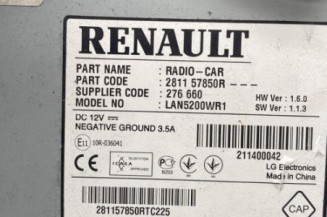 RENAULT
PART NAME : RADIO-CAR
PART CODE : 2811 57850R ---
SUPPLIER CODE : 276 660
MODEL NO : LAN5200WR1
HW Ver : 1.6.0
SW Ver : 1.1.3
DC 12V
NEGATIVE GROUND 3.5A
E11 10R-036041
211400042
LG Electronics
Made in China
281157850RTC225
CAP